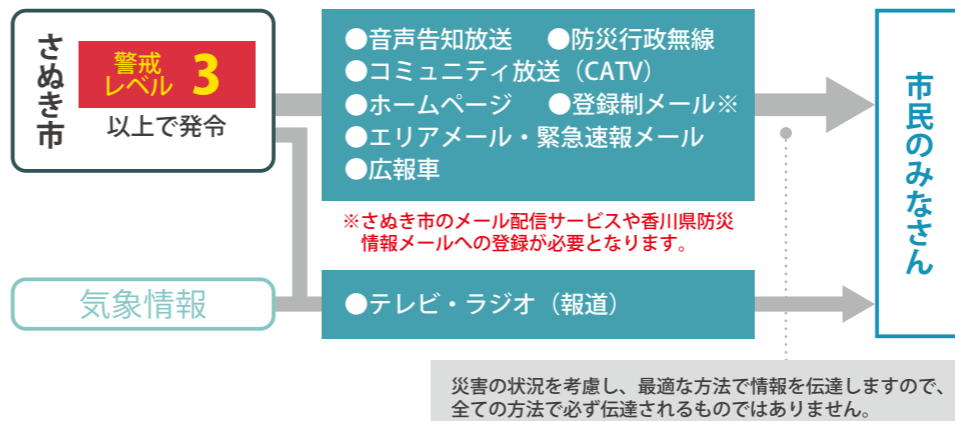 さぬき市
警戒
レベル 3
以上で発令
●音声告知放送 ●防災行政無線
●コミュニティ放送（CATV）
●ホームページ ●登録制メール※
●エリアメール・緊急速報メール
●広報車
※さぬき市のメール配信サービスや香川県防災
情報メールへの登録が必要となります。
気象情報
●テレビ・ラジオ（報道）
市民のみなさん
災害の状況を考慮し、最適な方法で情報を伝達しますので、
全ての方法で必ず伝達されるものではありません。